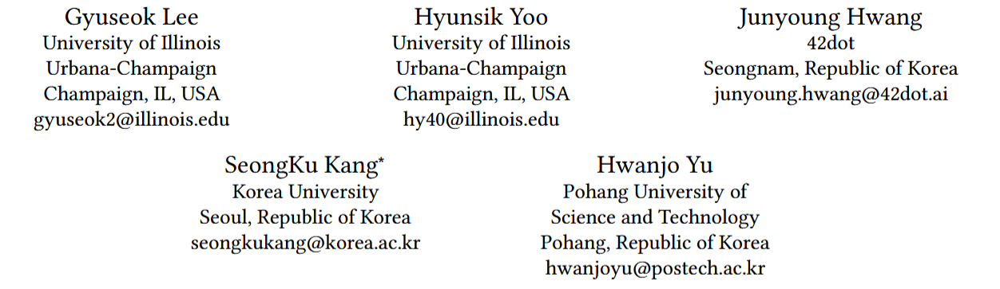 Gyuseok Lee
University of Illinois
Urbana-Champaign
Champaign, IL, USA
gyuseok2@illinois.edu
Hyunsik Yoo
University of Illinois
Urbana-Champaign
Champaign, IL, USA
hy40@illinois.edu
Junyoung Hwang
42dot
Seongnam, Republic of Korea
junyoung.hwang@42dot.ai
SeongKu Kang*
Korea University
Seoul, Republic of Korea
seongkukang@korea.ac.kr
Hwanjo Yu
Pohang University of
Science and Technology
Pohang, Republic of Korea
hwanjoyu@postech.ac.kr